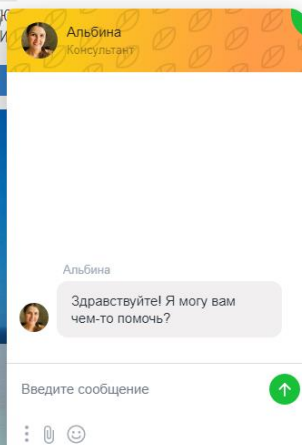 Альбина
Консультант
Альбина
Здравствуйте! Я могу вам
чем-то помочь?
Введите сообщение